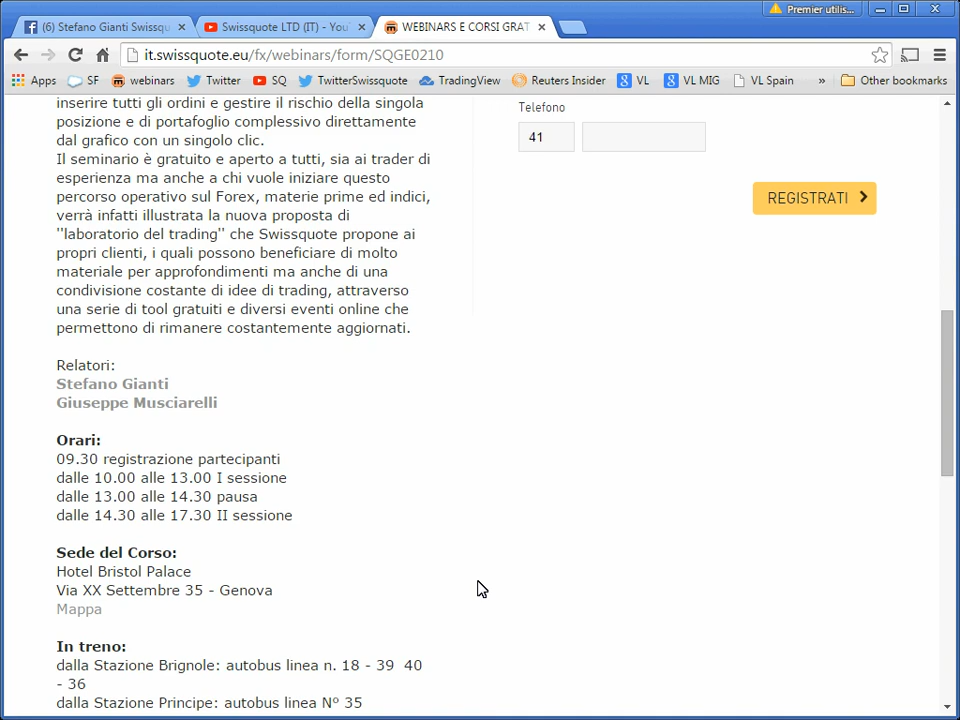 Premier utilis...
(6) Stefano Gianti Swissqu
Swissquote LTD (IT) - You
WEBINARS E CORSI GRAT
it.swissquote.eu/fx/webinars/form/SQGE0210
Apps
SF
webinars
Twitter
SQ
TwitterSwissquote
TradingView
Reuters Insider
VL
VL MIG
VL Spain
»
Other bookmarks
inserire tutti gli ordini e gestire il rischio della singola
posizione e di portafoglio complessivo direttamente
dal grafico con un singolo clic.
Il seminario è gratuito e aperto a tutti, sia ai trader di
esperienza ma anche a chi vuole iniziare questo
percorso operativo sul Forex, materie prime ed indici,
verrà infatti illustrata la nuova proposta di
"laboratorio del trading" che Swissquote propone ai
propri clienti, i quali possono beneficiare di molto
materiale per approfondimenti ma anche di una
condivisione costante di idee di trading, attraverso
una serie di tool gratuiti e diversi eventi online che
permettono di rimanere costantemente aggiornati.
Relatori:
Stefano Gianti
Giuseppe Musciarelli
Orari:
09.30 registrazione partecipanti
dalle 10.00 alle 13.00 I sessione
dalle 13.00 alle 14.30 pausa
dalle 14.30 alle 17.30 II sessione
Sede del Corso:
Hotel Bristol Palace
Via XX Settembre 35 - Genova
Mappa
In treno:
dalla Stazione Brignole: autobus linea n. 18 - 39  40
- 36
dalla Stazione Principe: autobus linea N° 35
Telefono
41
REGISTRATI